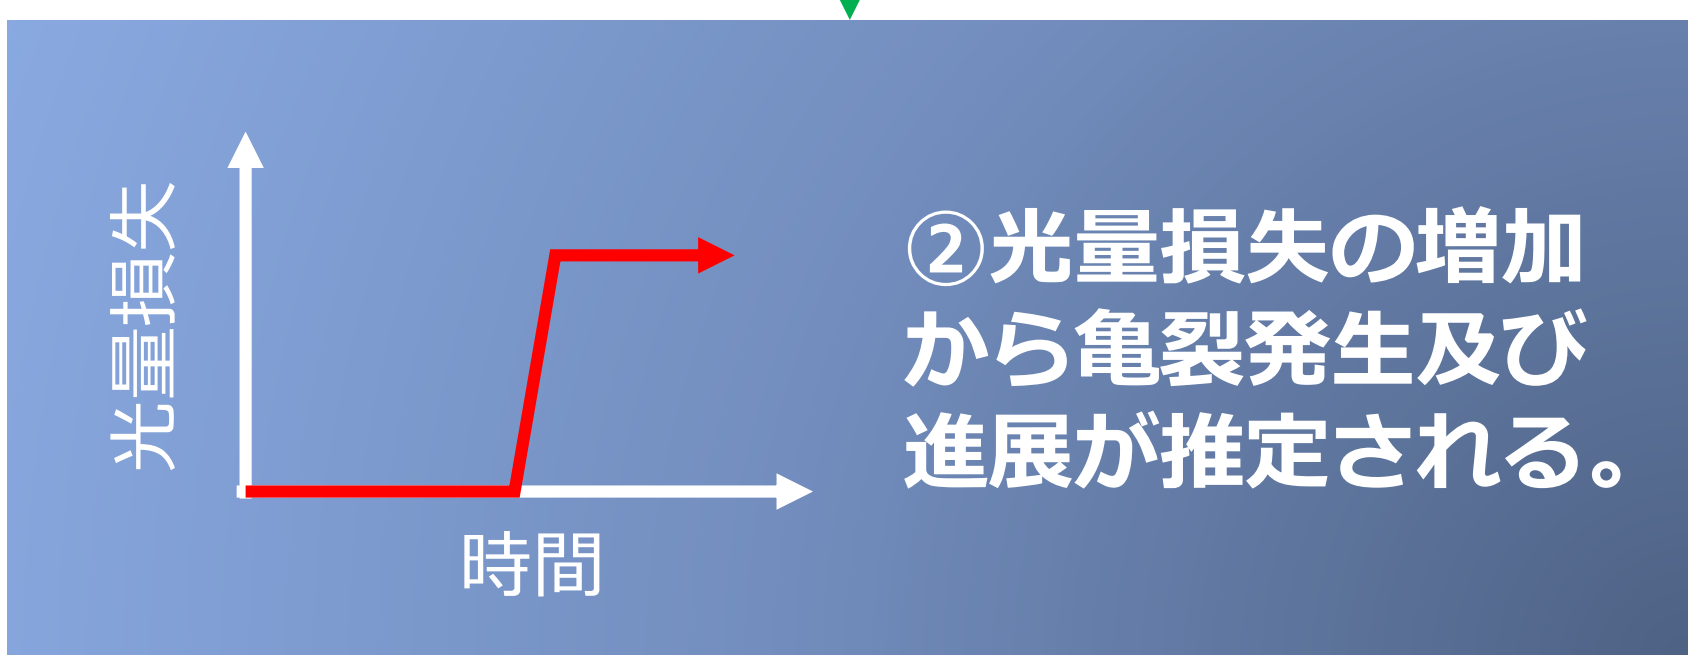 光量損失
時間
②光量損失の増加
から亀裂発生及び
進展が推定される。